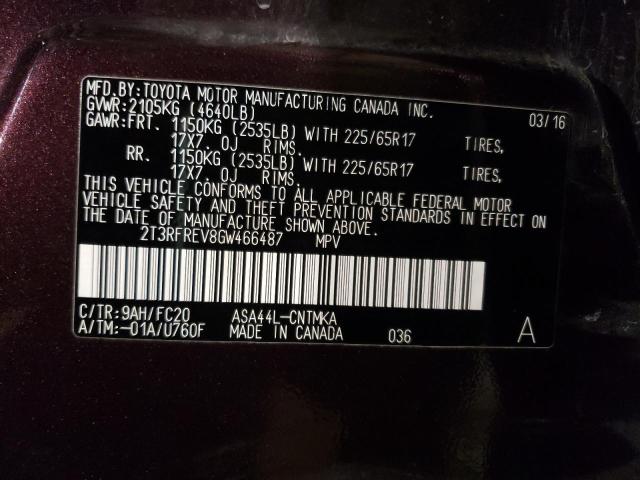 MFD.BY:TOYOTA MOTOR MANUFACTURING CANADA INC.
GVWR:2105KG (4640LB) 03/16
GAWR:FRT. 1150KG (2535LB) WITH 225/65R17 TIRES,
17X7. 0J RIMS.
RR. 1150KG (2535LB) WITH 225/65R17 TIRES,
17X7. 0J RIMS.
THIS VEHICLE CONFORMS TO ALL APPLICABLE FEDERAL MOTOR
VEHICLE SAFETY AND THEFT PREVENTION STANDARDS IN EFFECT ON
THE DATE OF MANUFACTURE SHOWN ABOVE.
2T3RFREV8GW466487 MPV
C/TR:9AH/FC20 ASA44L-CNTMKA
A/TM:-01A/U760F MADE IN CANADA 036 A